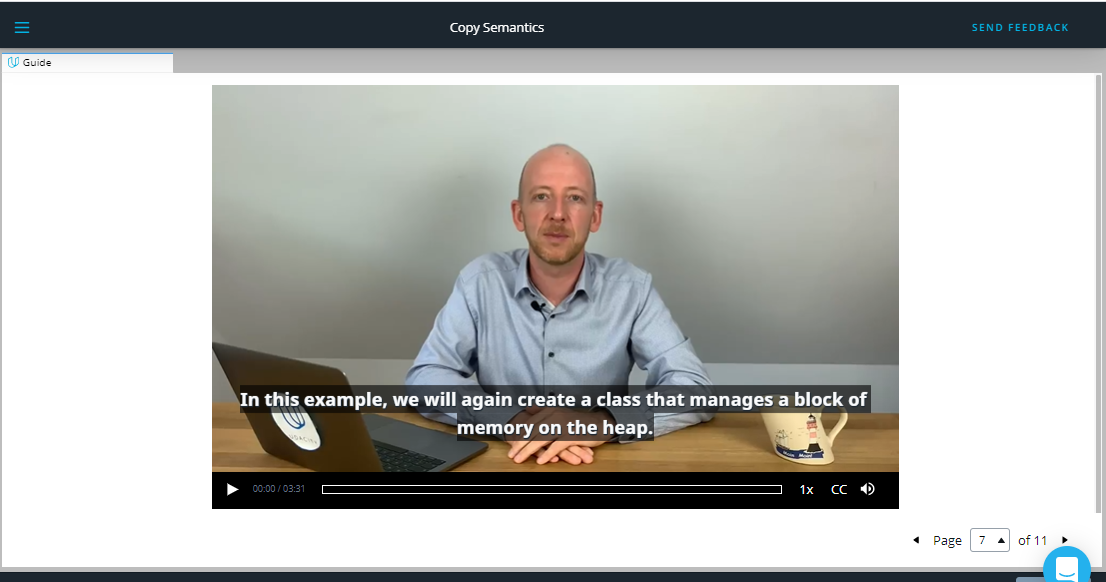 Copy Semantics
SEND FEEDBACK
Guide
In this example, we will again create a class that manages a block of
memory on the heap.
00:00 / 03:31
1x
CC
Page
7
of 11